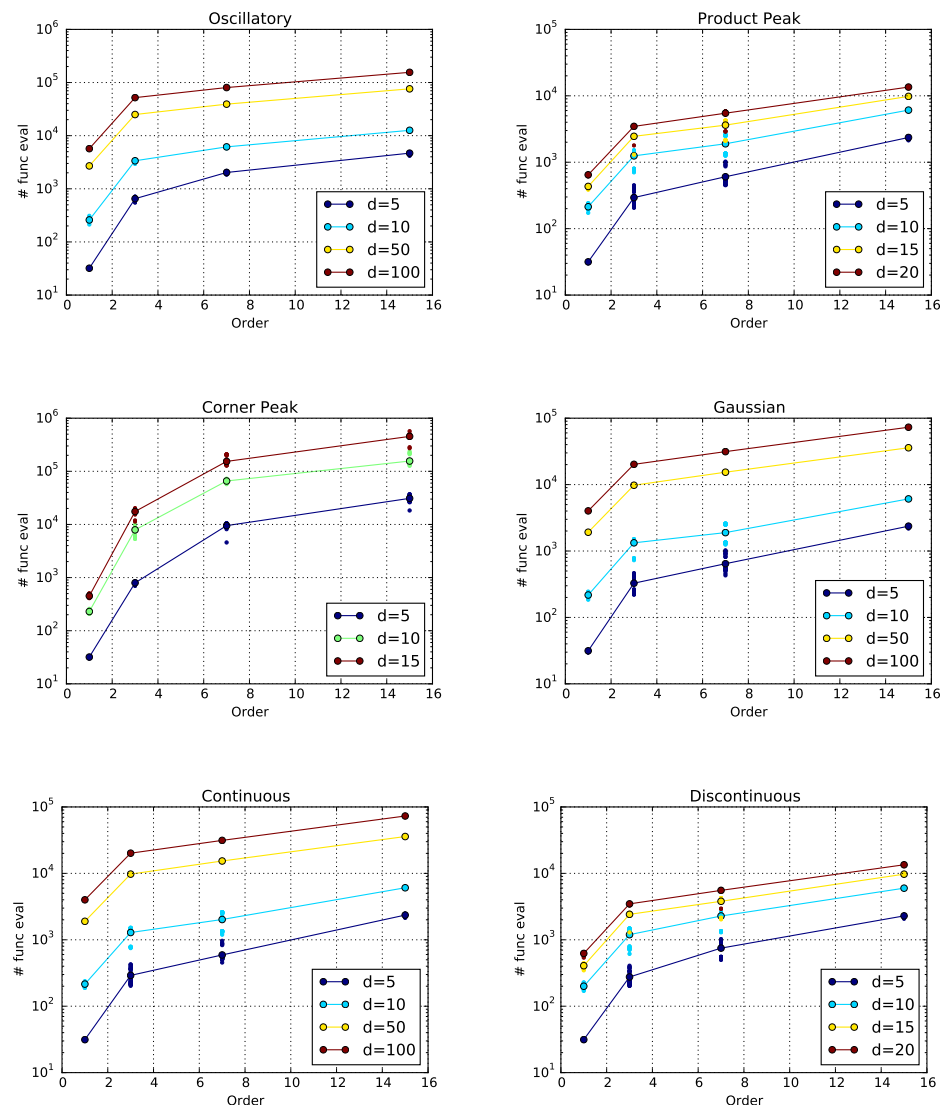 Oscillatory
# func eval
10^6
10^5
10^4
10^3
10^2
10^1
d=5
d=10
d=50
d=100
0 2 4 6 8 10 12 14 16
Order
Product Peak
# func eval
10^5
10^4
10^3
10^2
10^1
d=5
d=10
d=15
d=20
0 2 4 6 8 10 12 14 16
Order
Corner Peak
# func eval
10^6
10^5
10^4
10^3
10^2
10^1
d=5
d=10
d=15
0 2 4 6 8 10 12 14 16
Order
Gaussian
# func eval
10^5
10^4
10^3
10^2
10^1
d=5
d=10
d=50
d=100
0 2 4 6 8 10 12 14 16
Order
Continuous
# func eval
10^5
10^4
10^3
10^2
10^1
d=5
d=10
d=50
d=100
0 2 4 6 8 10 12 14 16
Order
Discontinuous
# func eval
10^5
10^4
10^3
10^2
10^1
d=5
d=10
d=15
d=20
0 2 4 6 8 10 12 14 16
Order